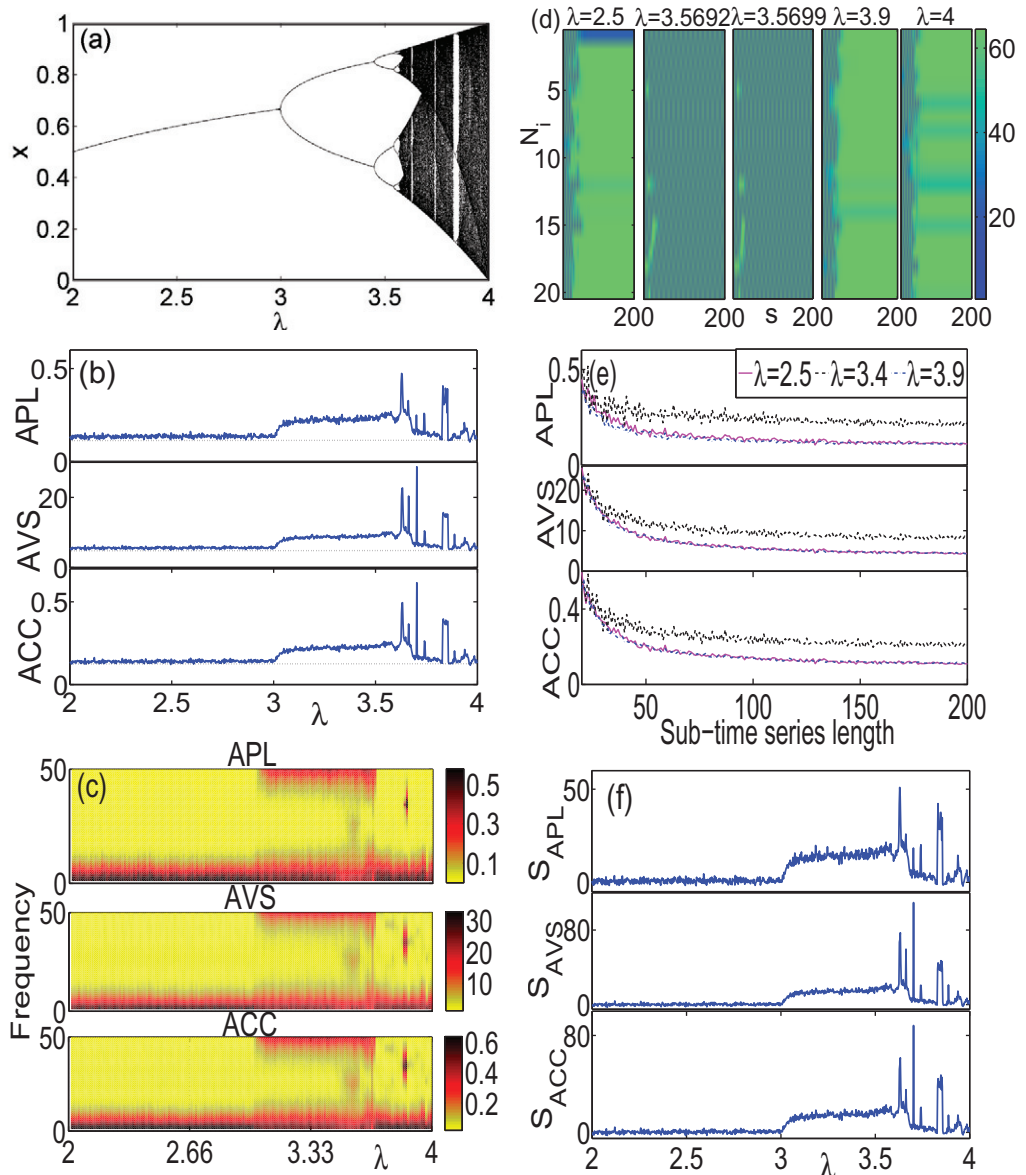 (a)
1
0.8
0.6
0.4
0.2
0
x
2 2.5 3 3.5 4
λ
(d)
λ=2.5 λ=3.5692 λ=3.5699 λ=3.9 λ=4
5
10
15
20
N_i
200 200 s 200 200 200
60
40
20
(b)
0.5
APL
0
20
AVS
0
0.5
ACC
0
2 2.5 3 3.5 4
λ
(e)
λ=2.5 λ=3.4 λ=3.9
0.5
APL
0
20
10
AVS
0
0.4
ACC
0
50 100 150 200
Sub-time series length
(c)
APL
50
0
0.5
0.3
0.1
AVS
50
0
30
20
10
ACC
50
0
0.6
0.4
0.2
Frequency
2 2.66 3.33 λ 4
(f)
50
S_APL
0
80
S_AVS
0
80
S_ACC
0
2 2.5 3 3.5 4
λ